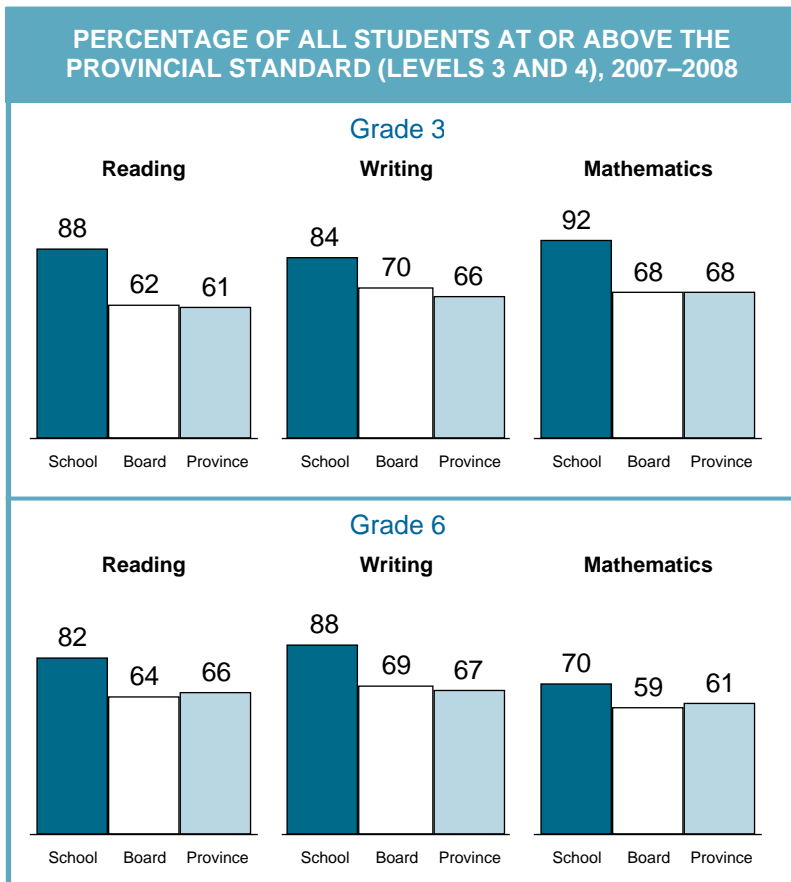 PERCENTAGE OF ALL STUDENTS AT OR ABOVE THE
PROVINCIAL STANDARD (LEVELS 3 AND 4), 2007–2008
Grade 3
Reading Writing Mathematics
88 62 61 84 70 66 92 68 68
School Board Province School Board Province School Board Province
Grade 6
Reading Writing Mathematics
82 64 66 88 69 67 70 59 61
School Board Province School Board Province School Board Province